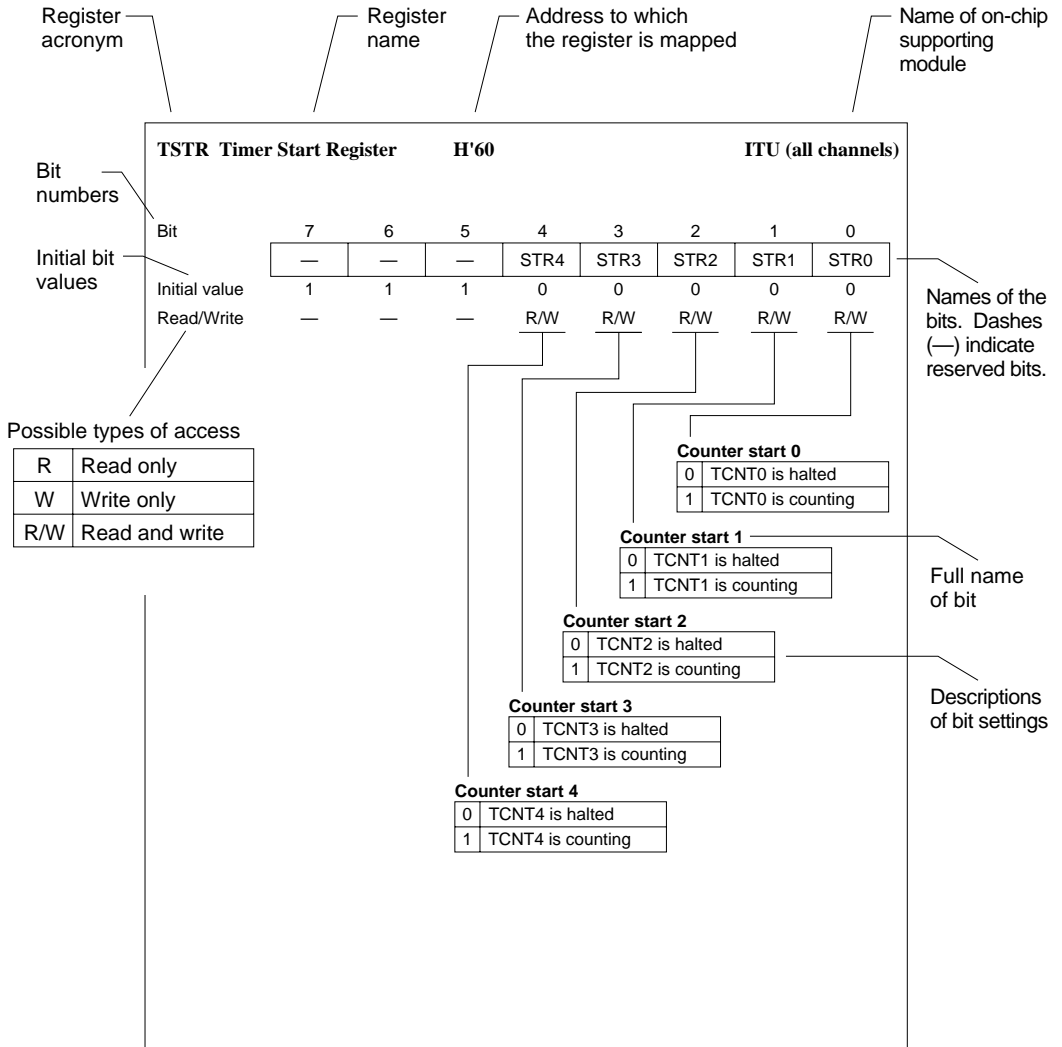 Register
acronym
Register
name
Address to which
the register is mapped
Name of on-chip
supporting
module
TSTR Timer Start Register H'60 ITU (all channels)
Bit
numbers
Bit 7 6 5 4 3 2 1 0
Initial bit
values
— — — STR4 STR3 STR2 STR1 STR0
Initial value 1 1 1 0 0 0 0 0
Read/Write — — — R/W R/W R/W R/W R/W
Names of the
bits. Dashes
(—) indicate
reserved bits.
Possible types of access
R Read only
W Write only
R/W Read and write
Counter start 0
0 TCNT0 is halted
1 TCNT0 is counting
Counter start 1
0 TCNT1 is halted
1 TCNT1 is counting
Full name
of bit
Counter start 2
0 TCNT2 is halted
1 TCNT2 is counting
Descriptions
of bit settings
Counter start 3
0 TCNT3 is halted
1 TCNT3 is counting
Counter start 4
0 TCNT4 is halted
1 TCNT4 is counting